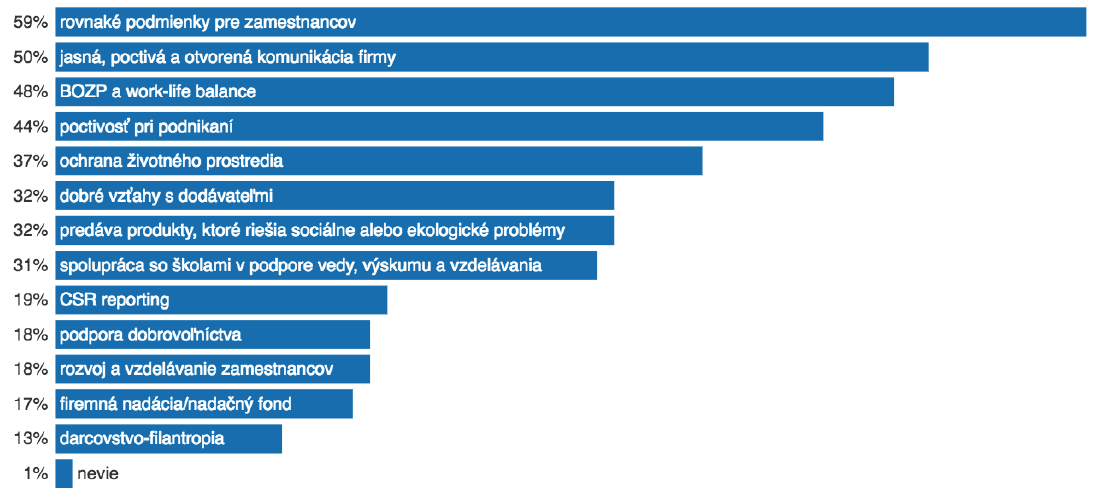 59% rovnaké podmienky pre zamestnancov
50% jasná, poctivá a otvorená komunikácia firmy
48% BOZP a work-life balance
44% poctivosť pri podnikaní
37% ochrana životného prostredia
32% dobré vzťahy s dodávateľmi
32% predáva produkty, ktoré riešia sociálne alebo ekologické problémy
31% spolupráca so školami v podpore vedy, výskumu a vzdelávania
19% CSR reporting
18% podpora dobrovoľníctva
18% rozvoj a vzdelávanie zamestnancov
17% firemná nadácia/nadačný fond
13% darcovstvo-filantropia
1% nevie